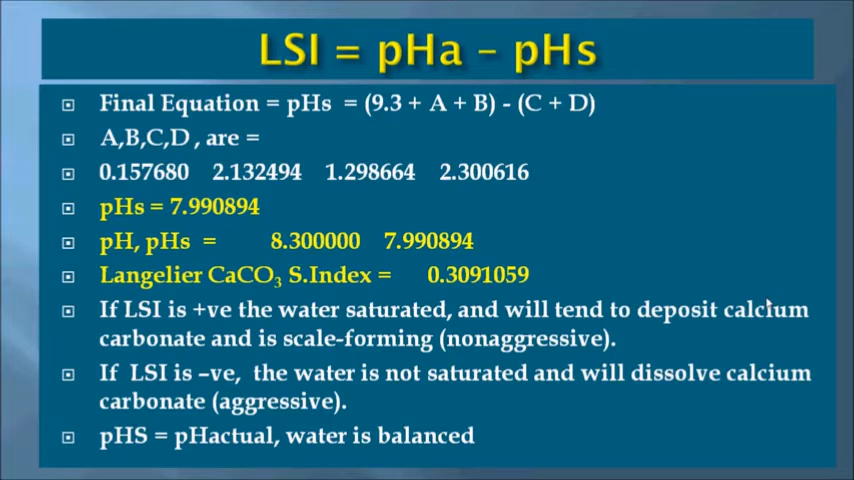 LSI = pHa – pHs
Final Equation = pHs = (9.3 + A + B) - (C + D)
A,B,C,D , are =
0.157680 2.132494 1.298664 2.300616
pHs = 7.990894
pH, pHs = 8.300000 7.990894
Langelier CaCO₃ S.Index = 0.3091059
If LSI is +ve the water saturated, and will tend to deposit calcium
carbonate and is scale-forming (nonaggressive).
If LSI is –ve, the water is not saturated and will dissolve calcium
carbonate (aggressive).
pHS = pHactual, water is balanced